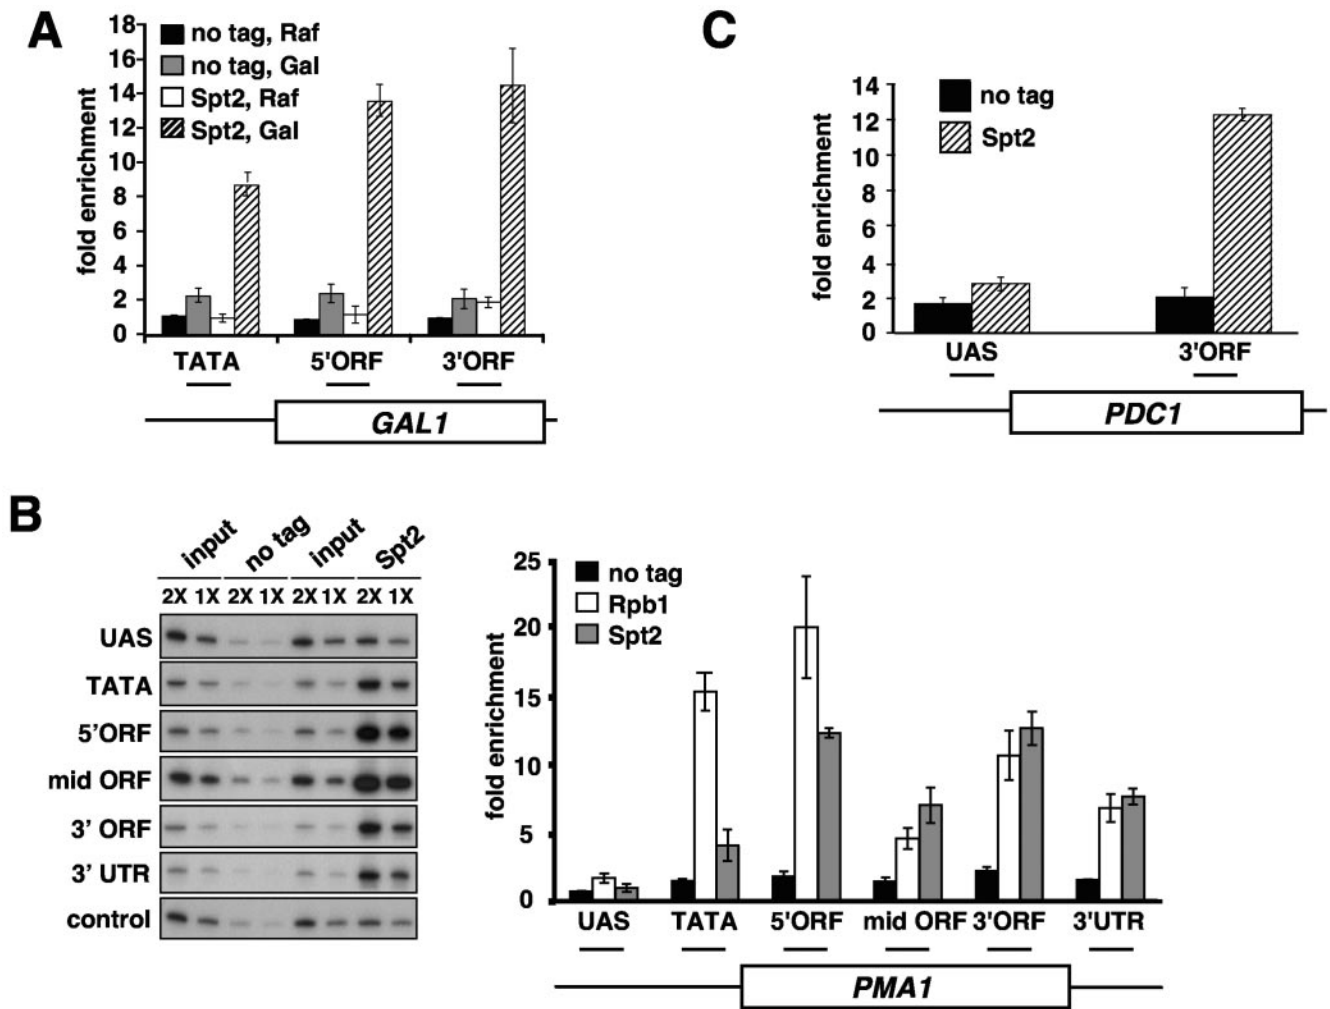 A
18
16
14
12
10
8
6
4
2
0
fold enrichment
no tag, Raf
no tag, Gal
Spt2, Raf
Spt2, Gal
TATA 5'ORF 3'ORF
GAL1
C
14
12
10
8
6
4
2
0
fold enrichment
no tag
Spt2
UAS 3'ORF
PDC1
B
input no tag input Spt2
2X 1X 2X 1X 2X 1X 2X 1X
UAS
TATA
5'ORF
mid ORF
3' ORF
3' UTR
control
25
20
15
10
5
0
fold enrichment
no tag
Rpb1
Spt2
UAS TATA 5'ORF mid ORF 3'ORF 3'UTR
PMA1